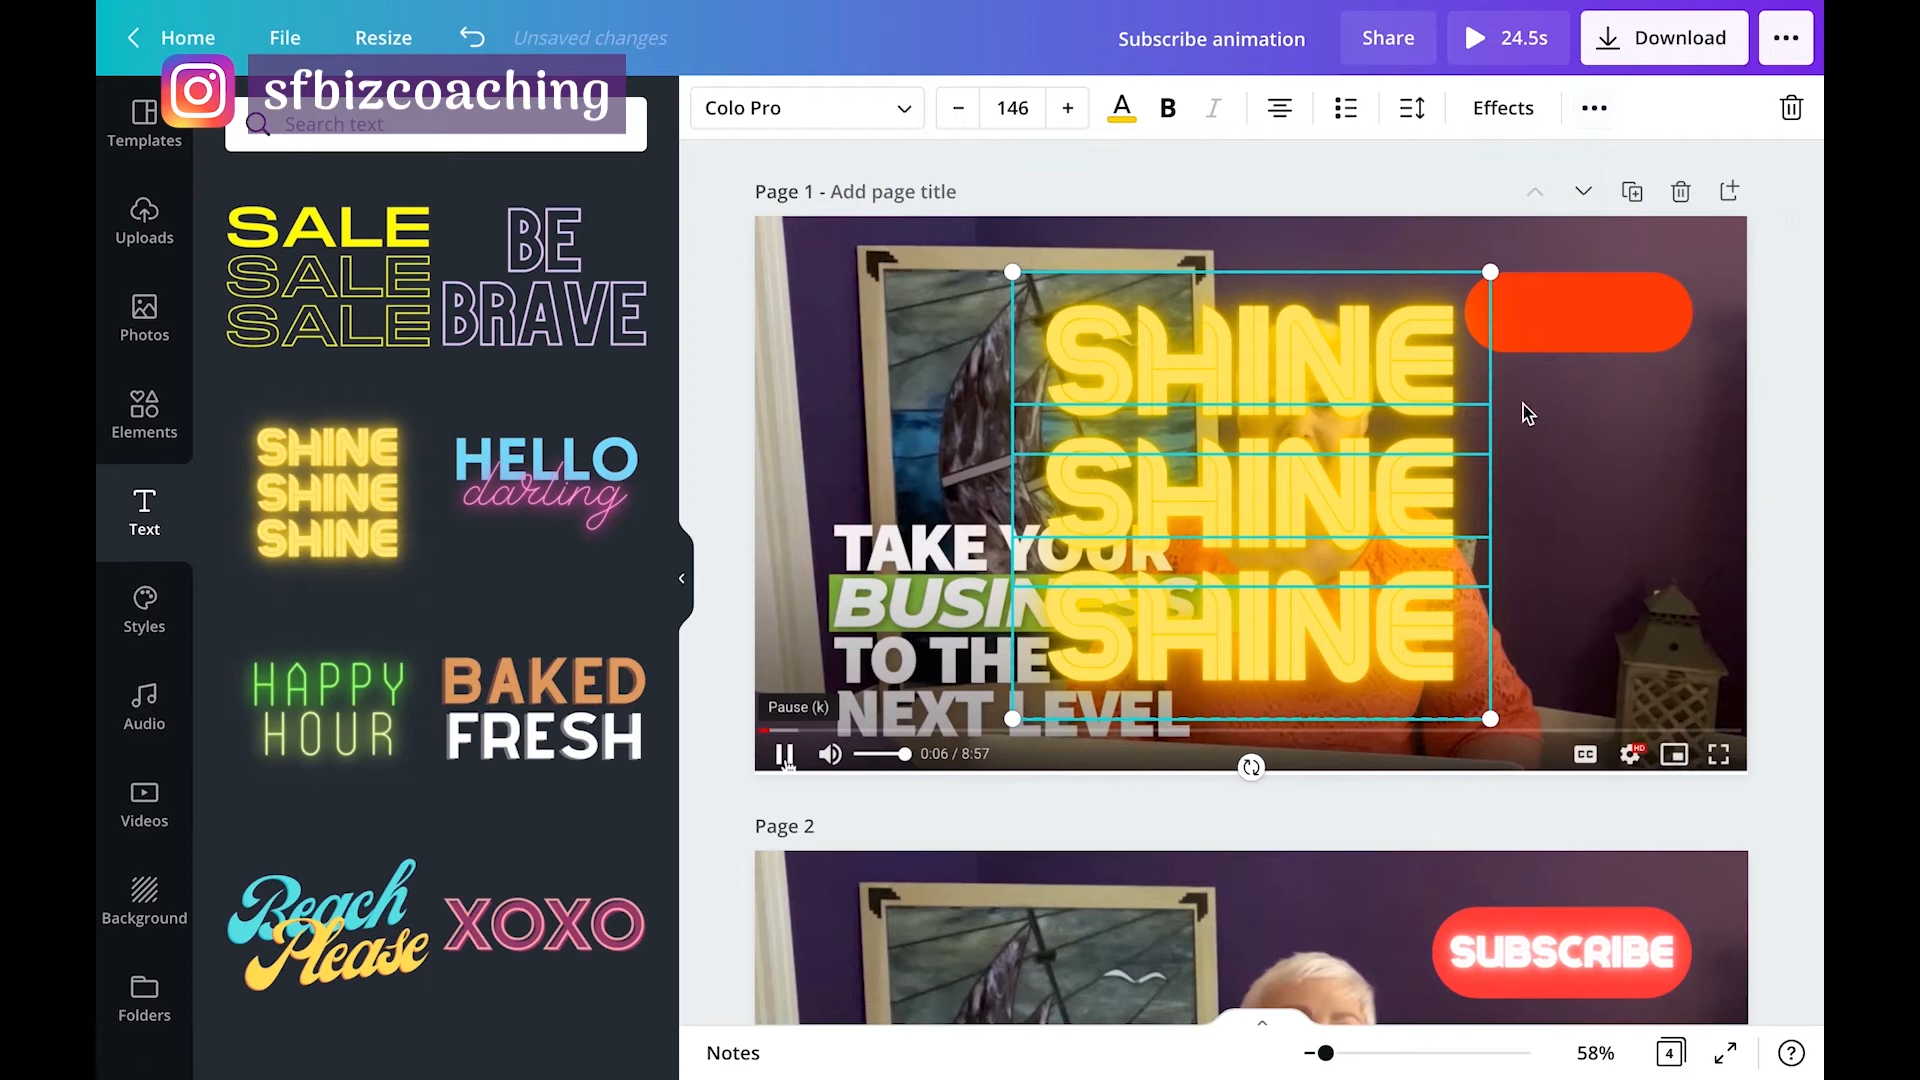 Home File Resize Unsaved changes Subscribe animation Share 24.5s Download
sfbizcoaching
Search text
Colo Pro 146 A B I Effects
Templates
Uploads
Photos
Elements
Text
Styles
Audio
Videos
Background
Folders
SALE
SALE
SALE
BE
BRAVE
SHINE
SHINE
SHINE
HELLO
darling
HAPPY
HOUR
BAKED
FRESH
Beach
Please
XOXO
Page 1 - Add page title
SHINE
SHINE
SHINE
TAKE YOUR
BUSINESS
TO THE
NEXT LEVEL
Pause (k)
0:06 / 8:57
CC HD
Page 2
SUBSCRIBE
Notes 58% 4 ?